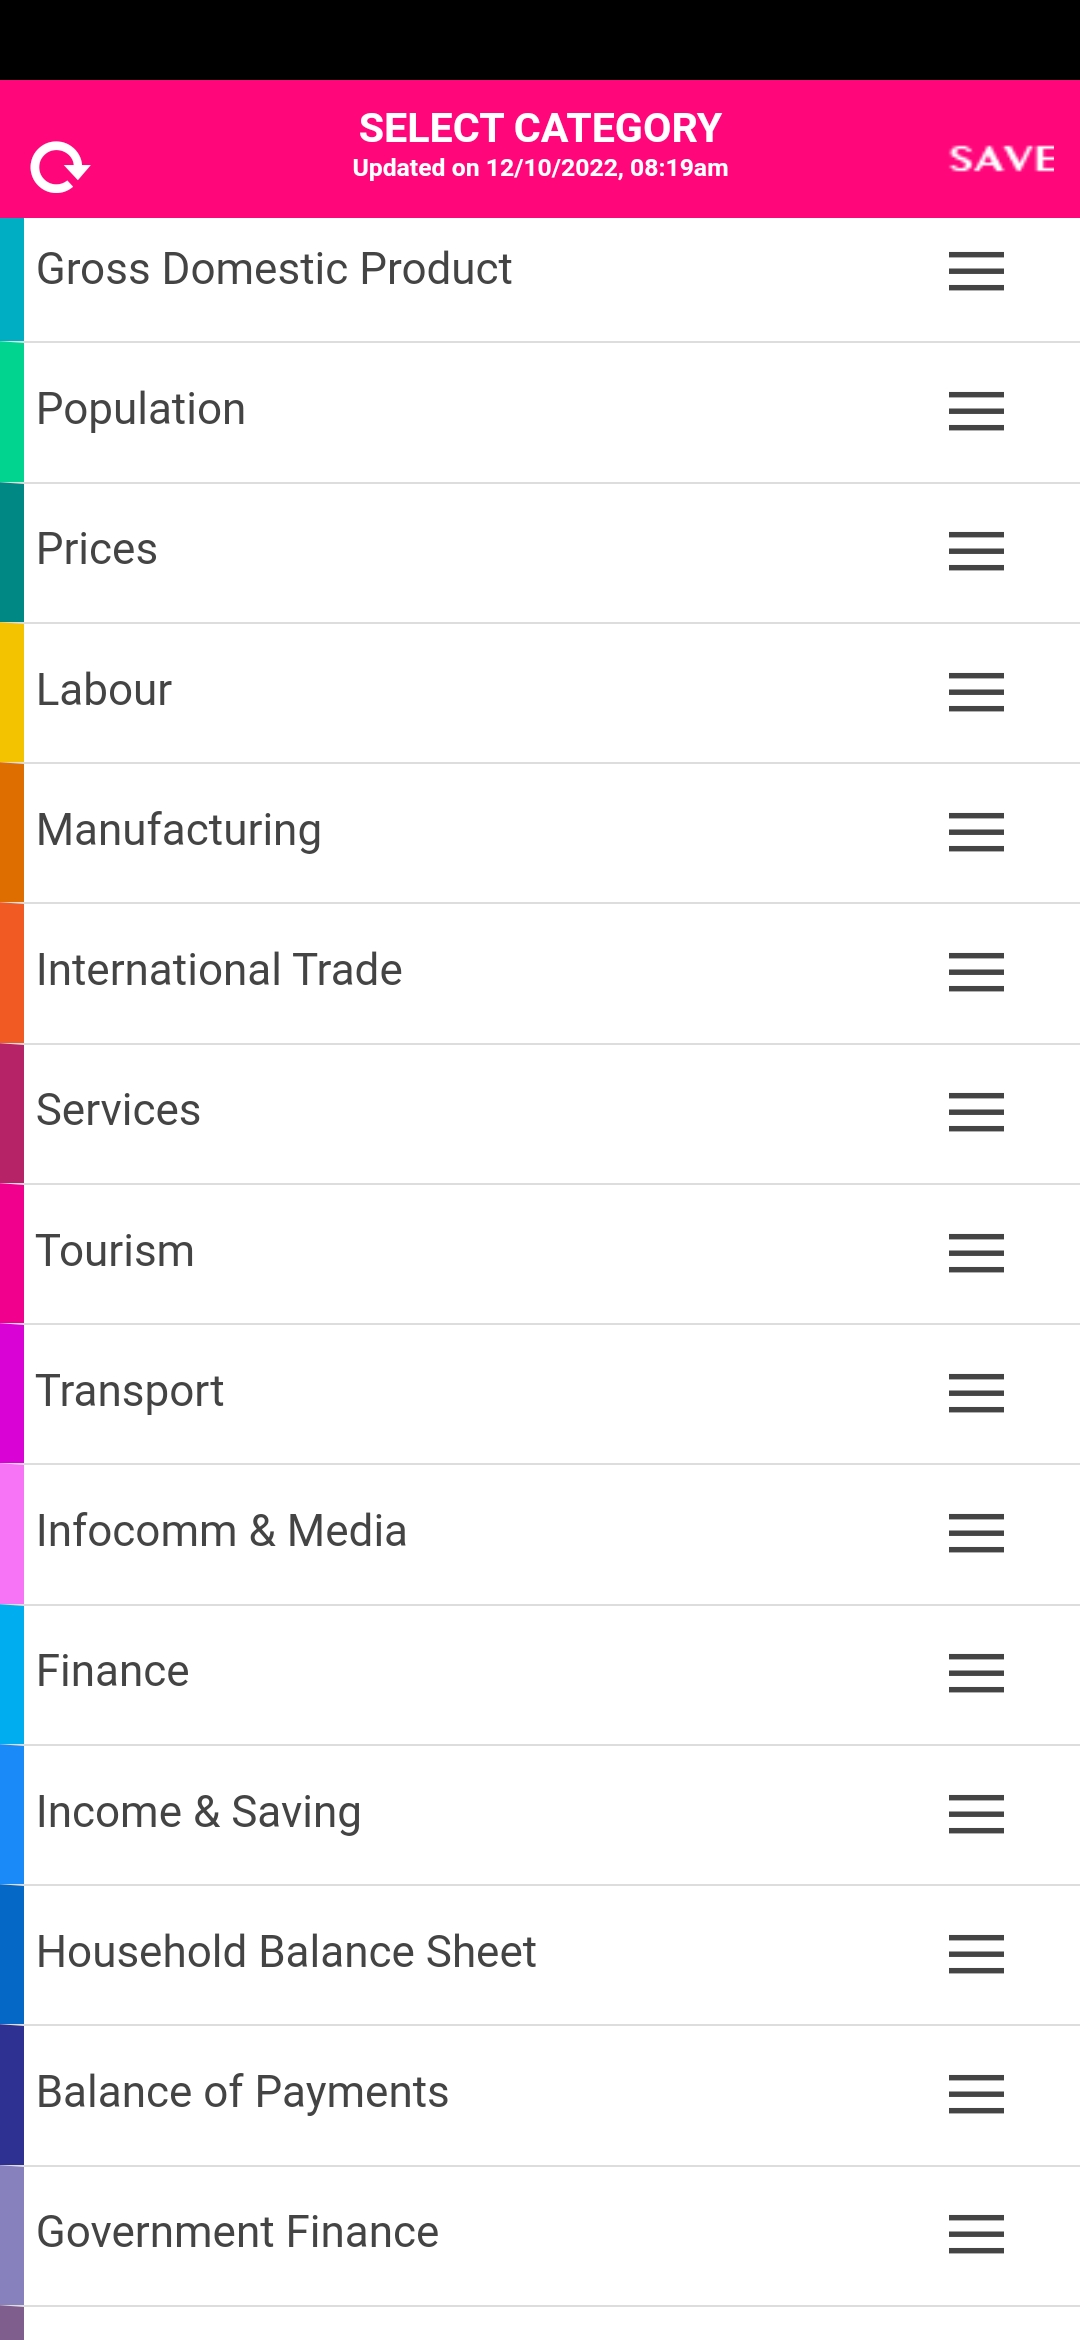 SELECT CATEGORY
Updated on 12/10/2022, 08:19am
SAVE
Gross Domestic Product
Population
Prices
Labour
Manufacturing
International Trade
Services
Tourism
Transport
Infocomm & Media
Finance
Income & Saving
Household Balance Sheet
Balance of Payments
Government Finance